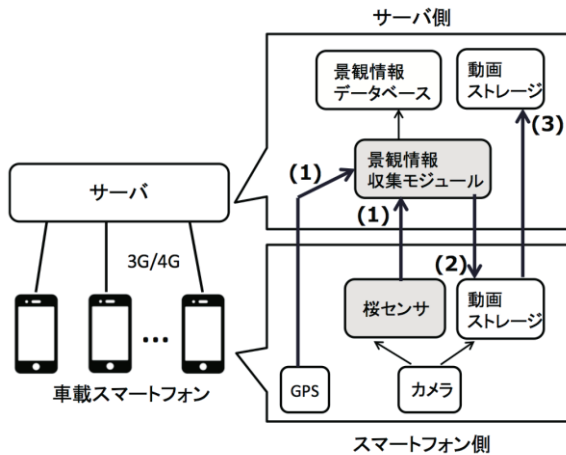 サーバ側
景観情報
データベース
動画
ストレージ
(3)
(1)
景観情報
収集モジュール
(1)
サーバ
3G/4G
(2)
桜センサ
動画
ストレージ
...
車載スマートフォン
GPS
カメラ
スマートフォン側